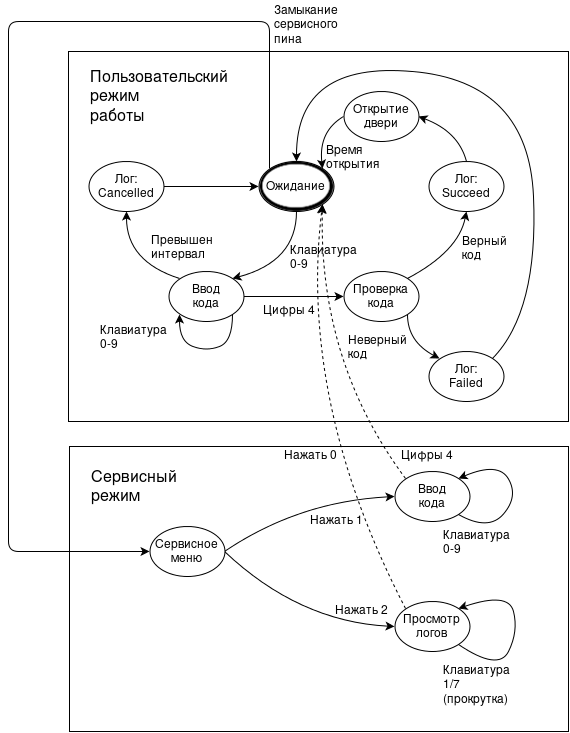 Замыкание
сервисного
пина
Пользовательский
режим
работы
Открытие
двери
Время
открытия
Лог:
Cancelled
Ожидание
Лог:
Succeed
Превышен
интервал
Клавиатура
0-9
Верный
код
Ввод
кода
Цифры 4
Проверка
кода
Клавиатура
0-9
Неверный
код
Лог:
Failed
Нажать 0
Цифры 4
Сервисный
режим
Ввод
кода
Нажать 1
Клавиатура
0-9
Сервисное
меню
Нажать 2
Просмотр
логов
Клавиатура
1/7
(прокрутка)